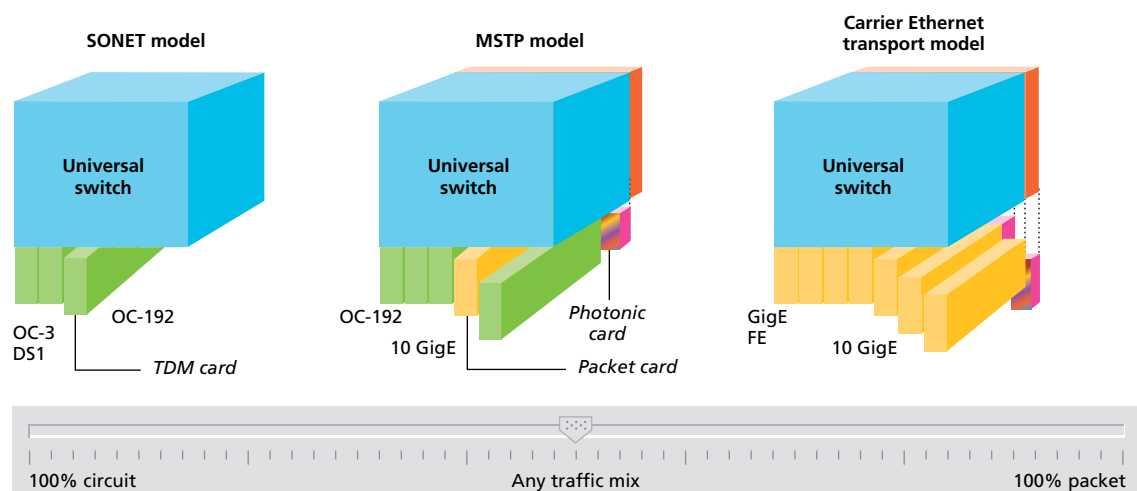 SONET model
MSTP model
Carrier Ethernet
transport model
Universal
switch
Universal
switch
Universal
switch
OC-3
DS1
OC-192
TDM card
OC-192
10 GigE
Photonic
card
Packet card
GigE
FE
10 GigE
100% circuit
Any traffic mix
100% packet